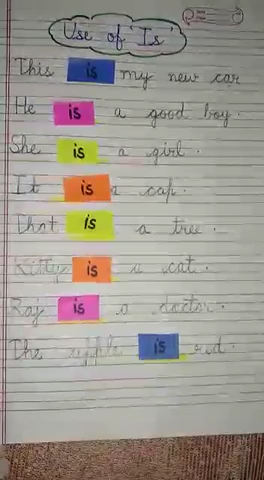 Use of 'Is'
This is my new car
He is a good boy.
She is a girl.
It is a cap.
That is a tree.
Kitty is a cat.
Raj is a doctor.
The apple is red.